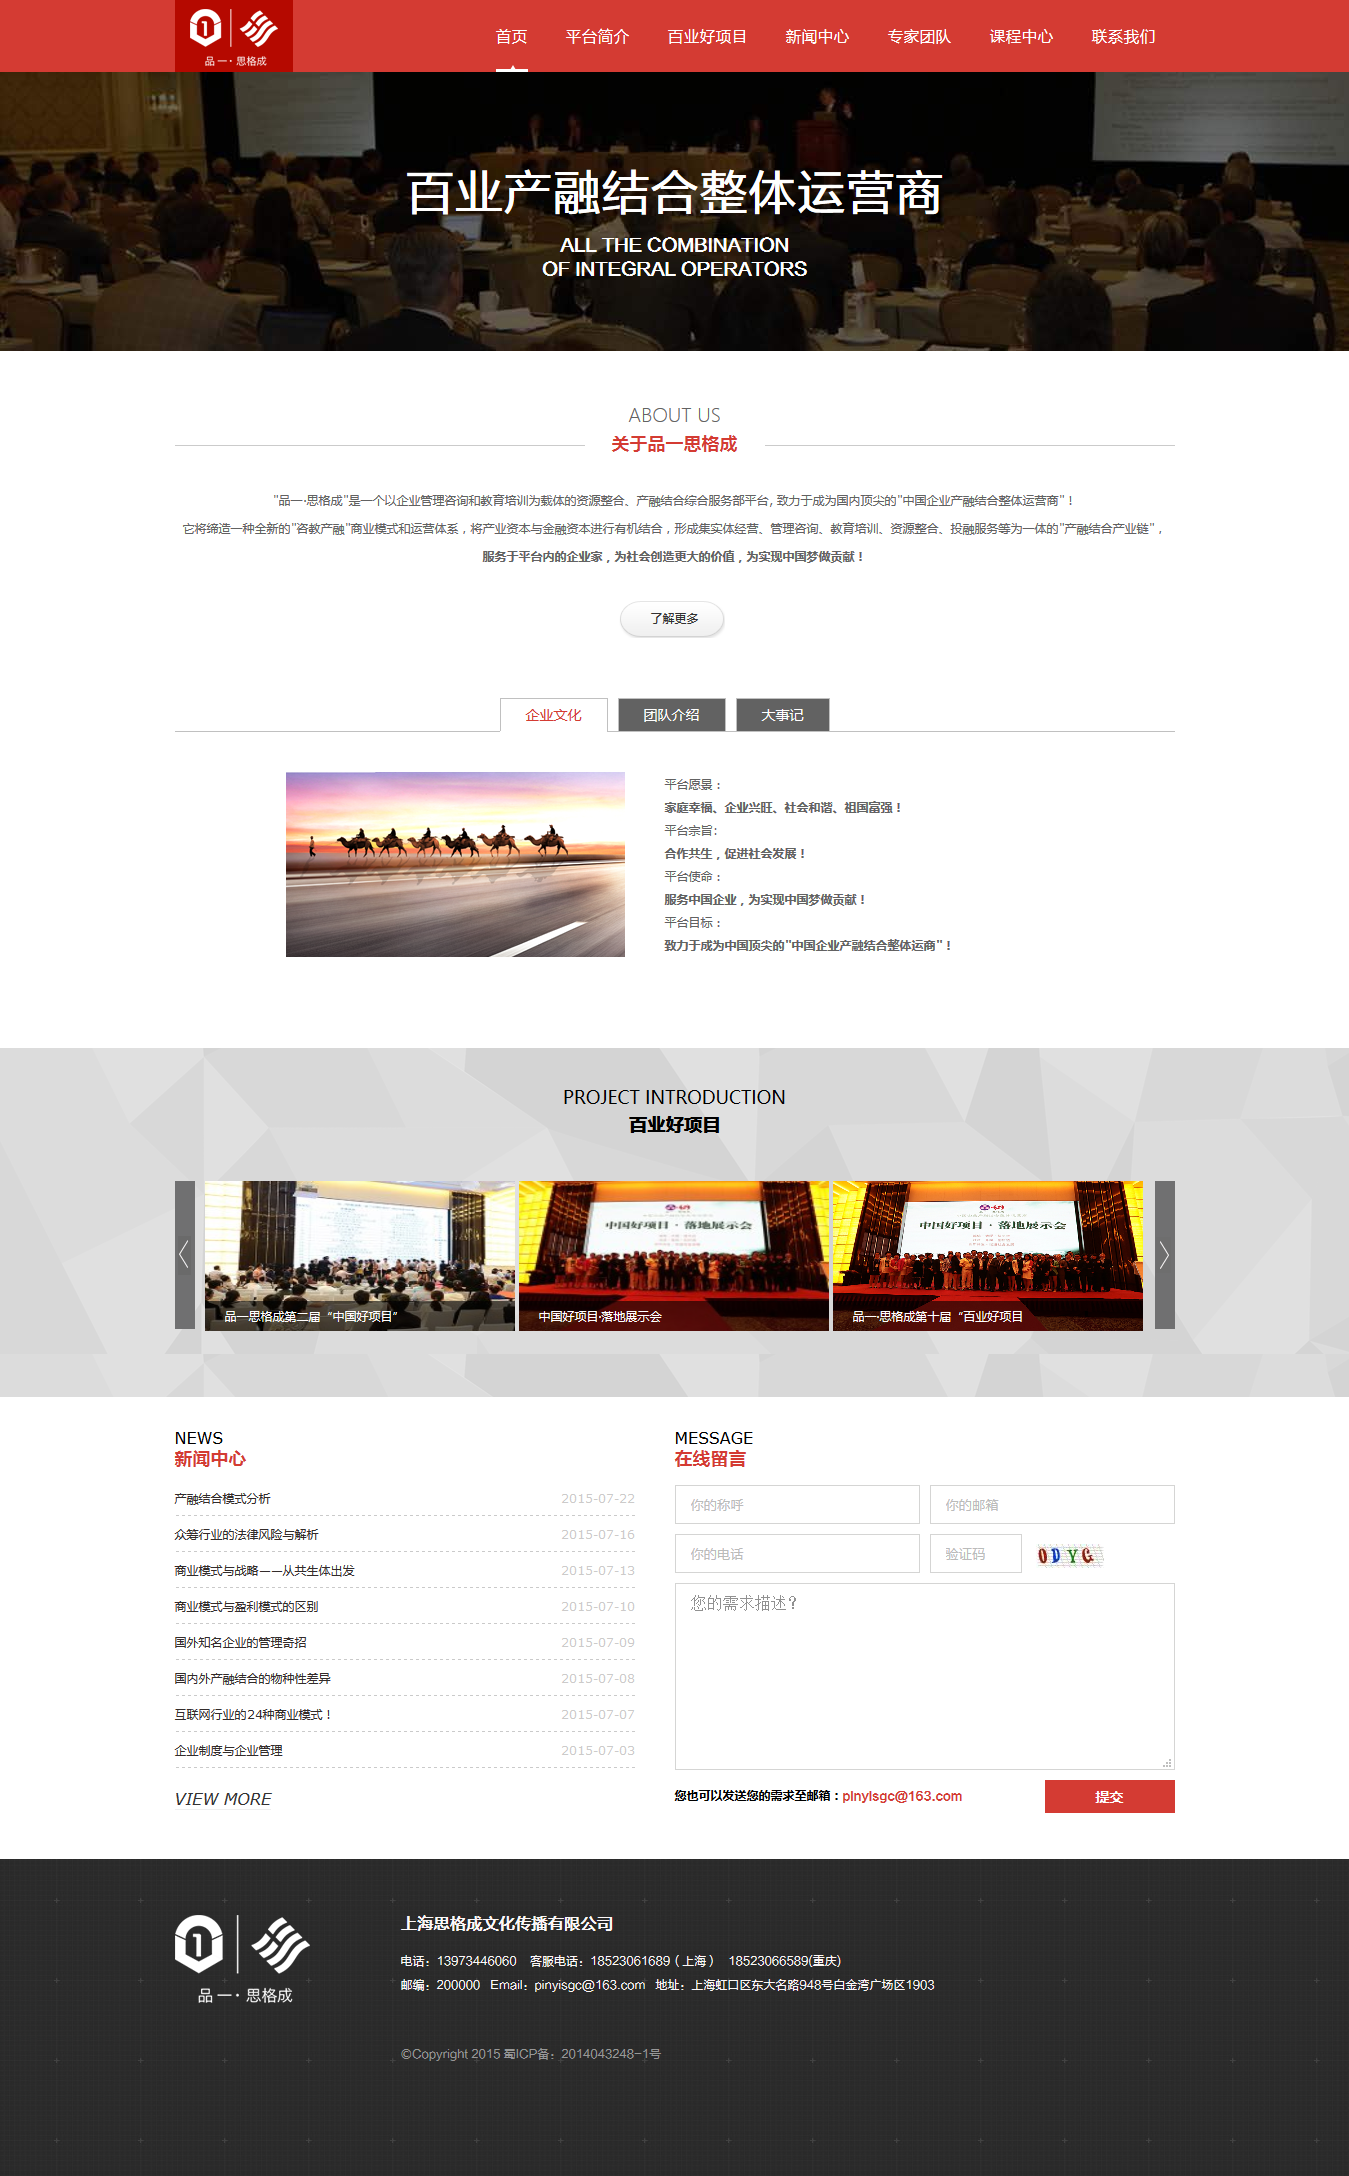 品一·思格成
首页 平台简介 百业好项目 新闻中心 专家团队 课程中心 联系我们
百业产融结合整体运营商
ALL THE COMBINATION
OF INTEGRAL OPERATORS
ABOUT US
关于品一思格成
"品一·思格成"是一个以企业管理咨询和教育培训为载体的资源整合、产融结合综合服务部平台, 致力于成为国内顶尖的"中国企业产融结合整体运营商"！
它将缔造一种全新的"咨教产融"商业模式和运营体系，将产业资本与金融资本进行有机结合，形成集实体经营、管理咨询、教育培训、资源整合、投融服务等为一体的"产融结合产业链"，
服务于平台内的企业家，为社会创造更大的价值，为实现中国梦做贡献！
了解更多
企业文化 团队介绍 大事记
平台愿景：
家庭幸福、企业兴旺、社会和谐、祖国富强！
平台宗旨：
合作共生，促进社会发展！
平台使命：
服务中国企业，为实现中国梦做贡献！
平台目标：
致力于成为中国顶尖的"中国企业产融结合整体运商"！
PROJECT INTRODUCTION
百业好项目
中国好项目·落地展示会
中国好项目·落地展示会
品一思格成第二届“中国好项目”
中国好项目·落地展示会
品一·思格成第十届“百业好项目
NEWS
新闻中心
产融结合模式分析 2015-07-22
众筹行业的法律风险与解析 2015-07-16
商业模式与战略——从共生体出发 2015-07-13
商业模式与盈利模式的区别 2015-07-10
国外知名企业的管理奇招 2015-07-09
国内外产融结合的物种性差异 2015-07-08
互联网行业的24种商业模式！ 2015-07-07
企业制度与企业管理 2015-07-03
VIEW MORE
MESSAGE
在线留言
你的称呼 你的邮箱
你的电话 验证码 ODYG
您的需求描述？
您也可以发送您的需求至邮箱：pinyisgc@163.com 提交
品一·思格成
上海思格成文化传播有限公司
电话：13973446060 客服电话：18523061689（上海） 18523066589(重庆)
邮编：200000 Email：pinyisgc@163.com 地址：上海虹口区东大名路948号白金湾广场区1903
©Copyright 2015 蜀ICP备：2014043248-1号